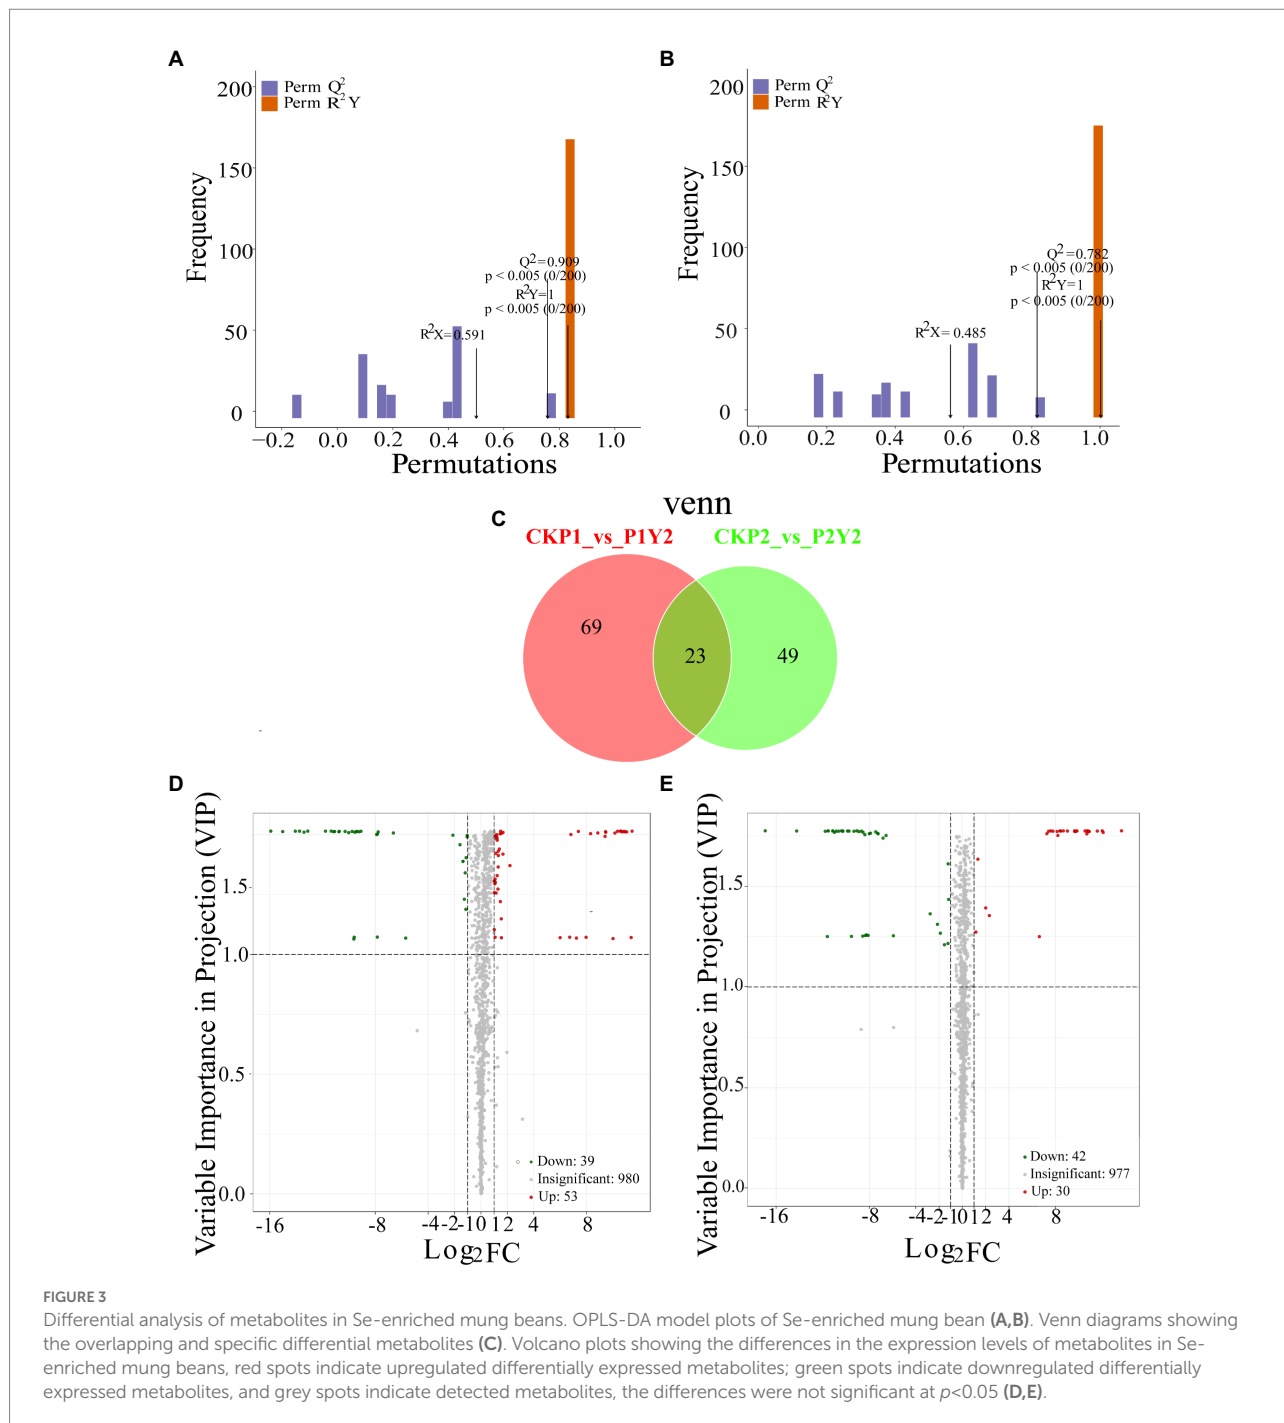 A
200
150
100
50
0
Frequency
Perm Q2
Perm R2 Y
Q2=0.909
p < 0.005 (0/200)
R2Y=1
p < 0.005 (0/200)
R2X=0.591
−0.2 0.0 0.2 0.4 0.6 0.8 1.0
Permutations
B
200
150
100
50
0
Frequency
Perm Q2
Perm R2Y
Q2=0.782
p < 0.005 (0/200)
R2Y=1
p < 0.005 (0/200)
R2X= 0.485
0.0 0.2 0.4 0.6 0.8 1.0
Permutations
venn
C
CKP1_vs_P1Y2 CKP2_vs_P2Y2
69 23 49
D
Variable Importance in Projection (VIP)
1.5
1.0
0.5
0.0
Down: 39
Insignificant: 980
Up: 53
-16 -8 -4 -2 -1 0 1 2 4 8
Log2FC
E
Variable Importance in Projection (VIP)
1.5
1.0
0.5
0.0
Down: 42
Insignificant: 977
Up: 30
-16 -8 -4 -2 -1 0 1 2 4 8
Log2FC
FIGURE 3
Differential analysis of metabolites in Se-enriched mung beans. OPLS-DA model plots of Se-enriched mung bean (A,B). Venn diagrams showing
the overlapping and specific differential metabolites (C). Volcano plots showing the differences in the expression levels of metabolites in Se-
enriched mung beans, red spots indicate upregulated differentially expressed metabolites; green spots indicate downregulated differentially
expressed metabolites, and grey spots indicate detected metabolites, the differences were not significant at p<0.05 (D,E).